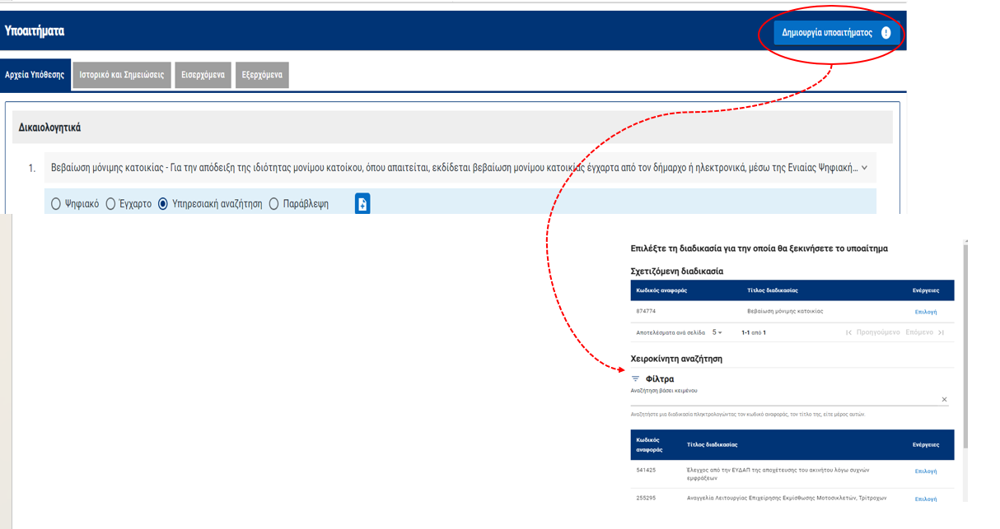 Υποαιτήματα
Δημιουργία υποαιτήματος
Αρχεία Υπόθεσης Ιστορικό και Σημειώσεις Εισερχόμενα Εξερχόμενα
Δικαιολογητικά
1. Βεβαίωση μόνιμης κατοικίας - Για την απόδειξη της ιδιότητας μονίμου κατοίκου, όπου απαιτείται, εκδίδεται βεβαίωση μονίμου κατοικίας έγχαρτα από τον δήμαρχο ή ηλεκτρονικά, μέσω της Ενιαίας Ψηφιακή...
Ψηφιακό Έγχαρτο Υπηρεσιακή αναζήτηση Παράβλεψη
Επιλέξτε τη διαδικασία για την οποία θα ξεκινήσετε το υποαίτημα
Σχετιζόμενη διαδικασία
Κωδικός αναφοράς Τίτλος διαδικασίας Ενέργειες
874774 Βεβαίωση μόνιμης κατοικίας Επιλογή
Αποτελέσματα ανά σελίδα 5 1-1 από 1 Προηγούμενο Επόμενο
Χειροκίνητη αναζήτηση
Φίλτρα
Αναζήτηση βάσει κειμένου
Αναζητήστε μια διαδικασία πληκτρολογώντας τον κωδικό αναφοράς, τον τίτλο της, είτε μέρος αυτών.
Κωδικός
αναφοράς Τίτλος διαδικασίας Ενέργειες
541425 Έλεγχος από την ΕΥΔΑΠ της αποχέτευσης του ακινήτου λόγω συχνών
εμφράξεων Επιλογή
255295 Αναγγελία Λειτουργίας Επιχείρησης Εκμίσθωσης Μοτοσικλετών, Τρίτροχων Επιλογή